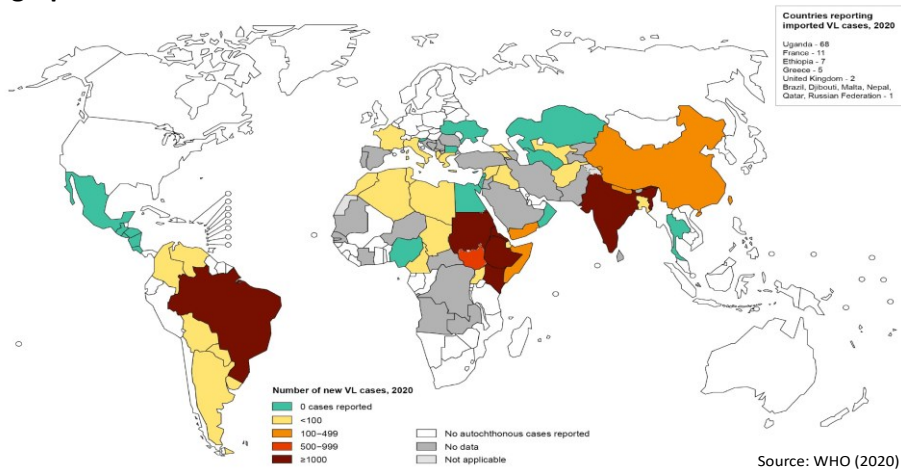 Countries reporting
imported VL cases, 2020
Uganda - 68
France - 11
Ethiopia - 7
Greece - 5
United Kingdom - 2
Brazil, Djibouti, Malta, Nepal,
Qatar, Russian Federation - 1
Number of new VL cases, 2020
0 cases reported
<100
100–499
500–999
≥1000
No autochthonous cases reported
No data
Not applicable
Source: WHO (2020)